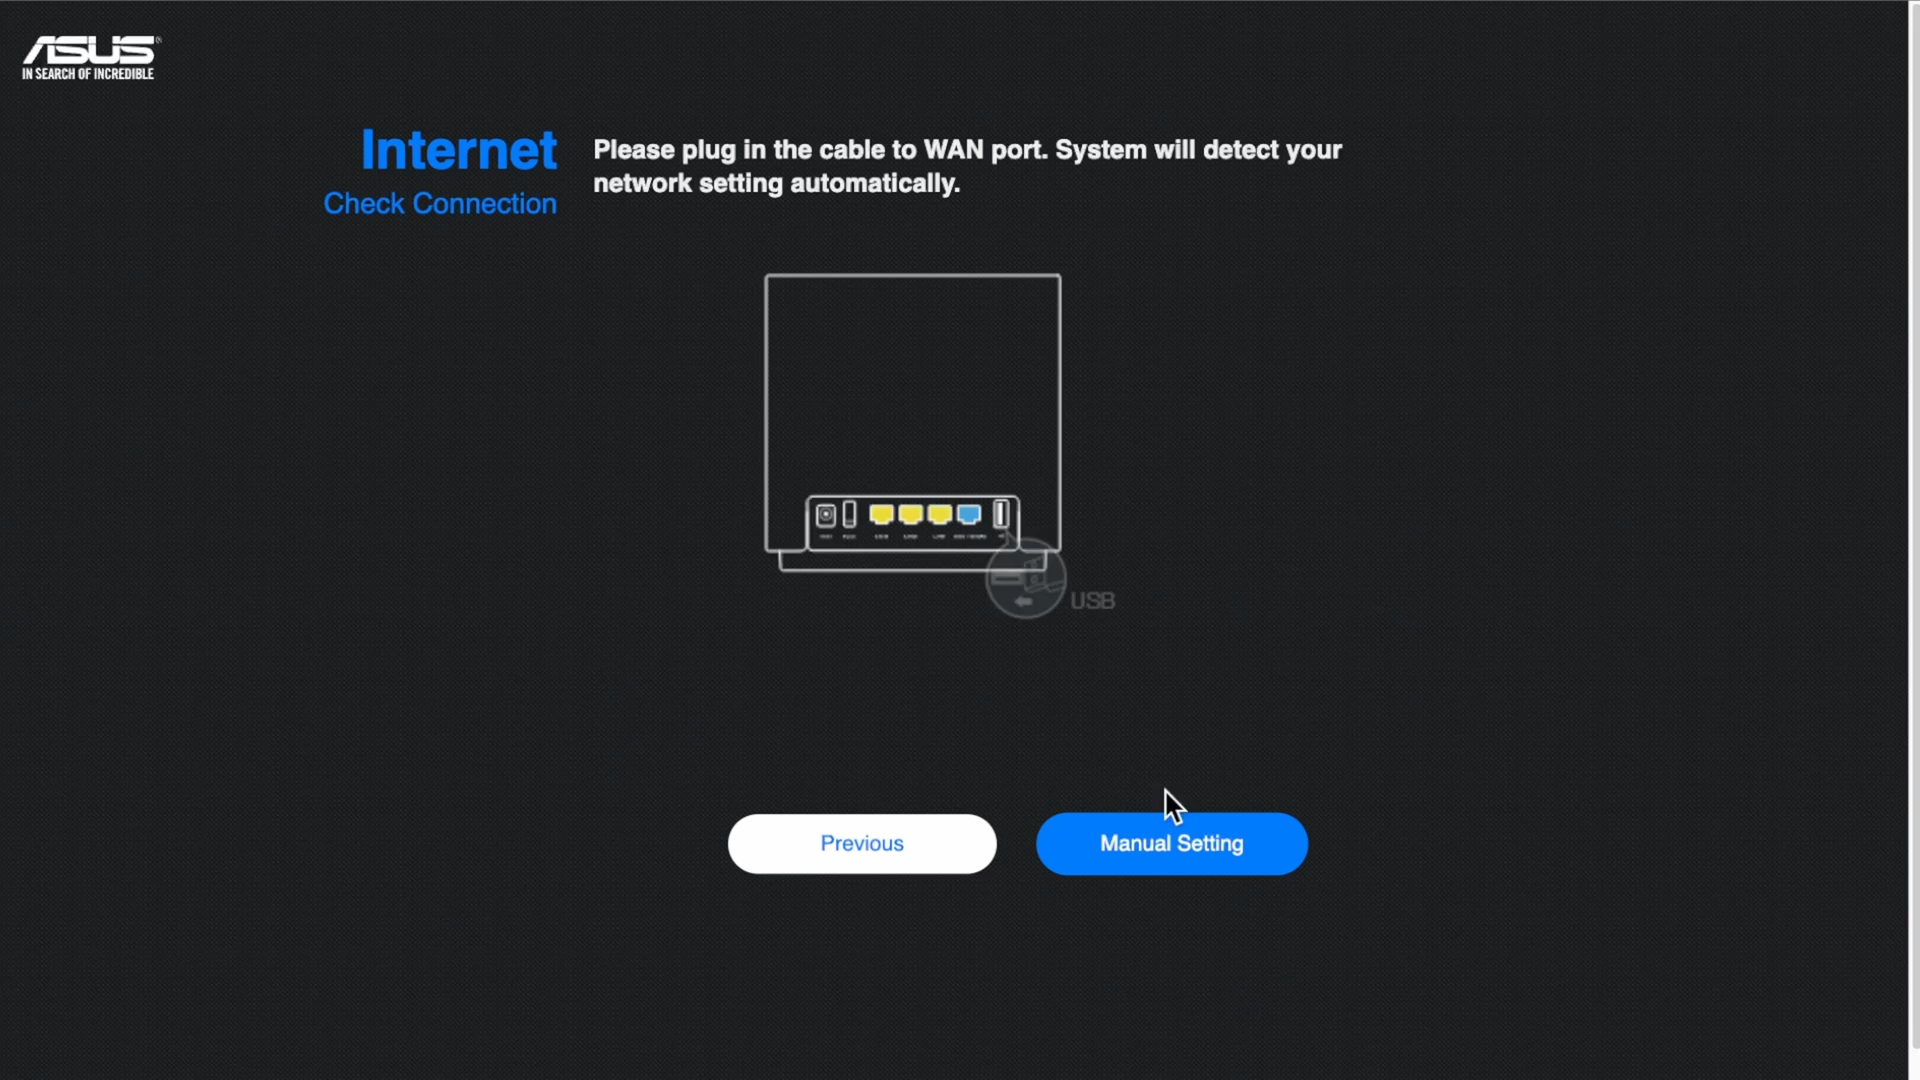 ASUS
IN SEARCH OF INCREDIBLE
Internet
Check Connection
Please plug in the cable to WAN port. System will detect your
network setting automatically.
USB
Previous
Manual Setting